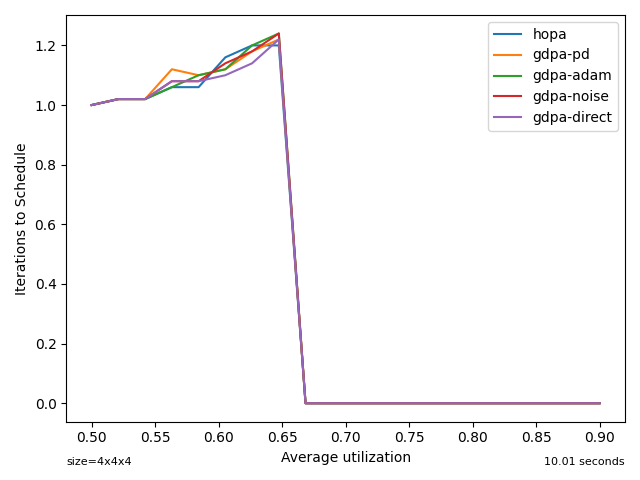 hopa
gdpa-pd
gdpa-adam
gdpa-noise
gdpa-direct
Iterations to Schedule
1.2
1.0
0.8
0.6
0.4
0.2
0.0
0.50 0.55 0.60 0.65 0.70 0.75 0.80 0.85 0.90
Average utilization
size=4x4x4
10.01 seconds